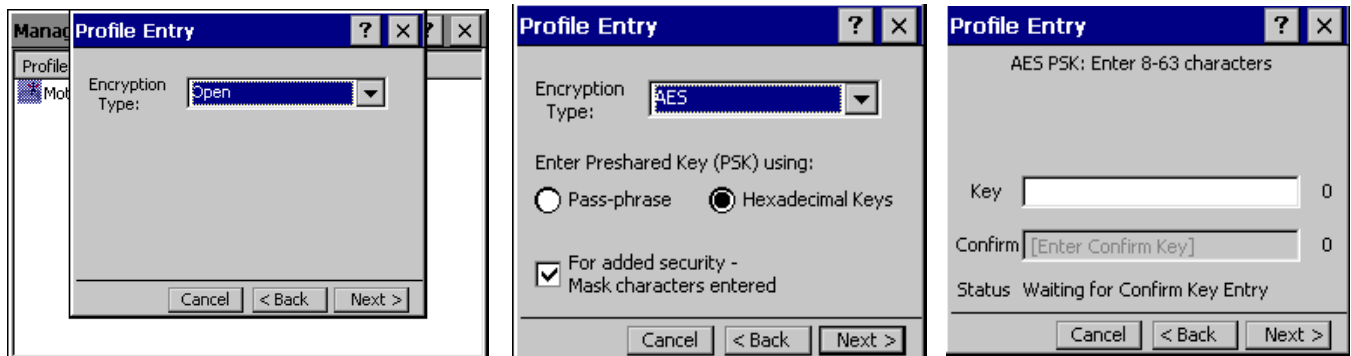 Manag
Profile Entry
? X
? X
Profile
Mot
Encryption
Type:
Open
Cancel
< Back
Next >
Profile Entry
? X
Encryption
Type:
AES
Enter Preshared Key (PSK) using:
Pass-phrase
Hexadecimal Keys
For added security -
Mask characters entered
Cancel
< Back
Next >
Profile Entry
? X
AES PSK: Enter 8-63 characters
Key
0
Confirm
[Enter Confirm Key]
0
Status Waiting for Confirm Key Entry
Cancel
< Back
Next >